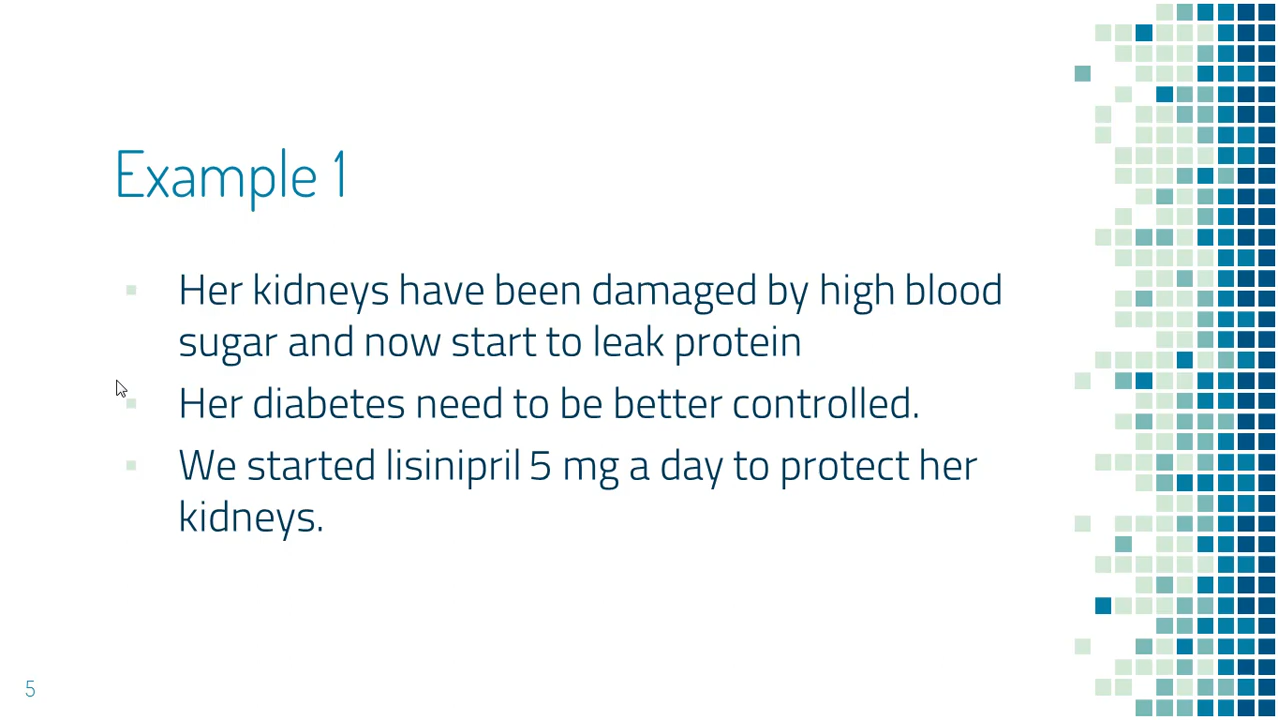 Example 1
Her kidneys have been damaged by high blood
sugar and now start to leak protein
Her diabetes need to be better controlled.
We started lisinipril 5 mg a day to protect her
kidneys.
5